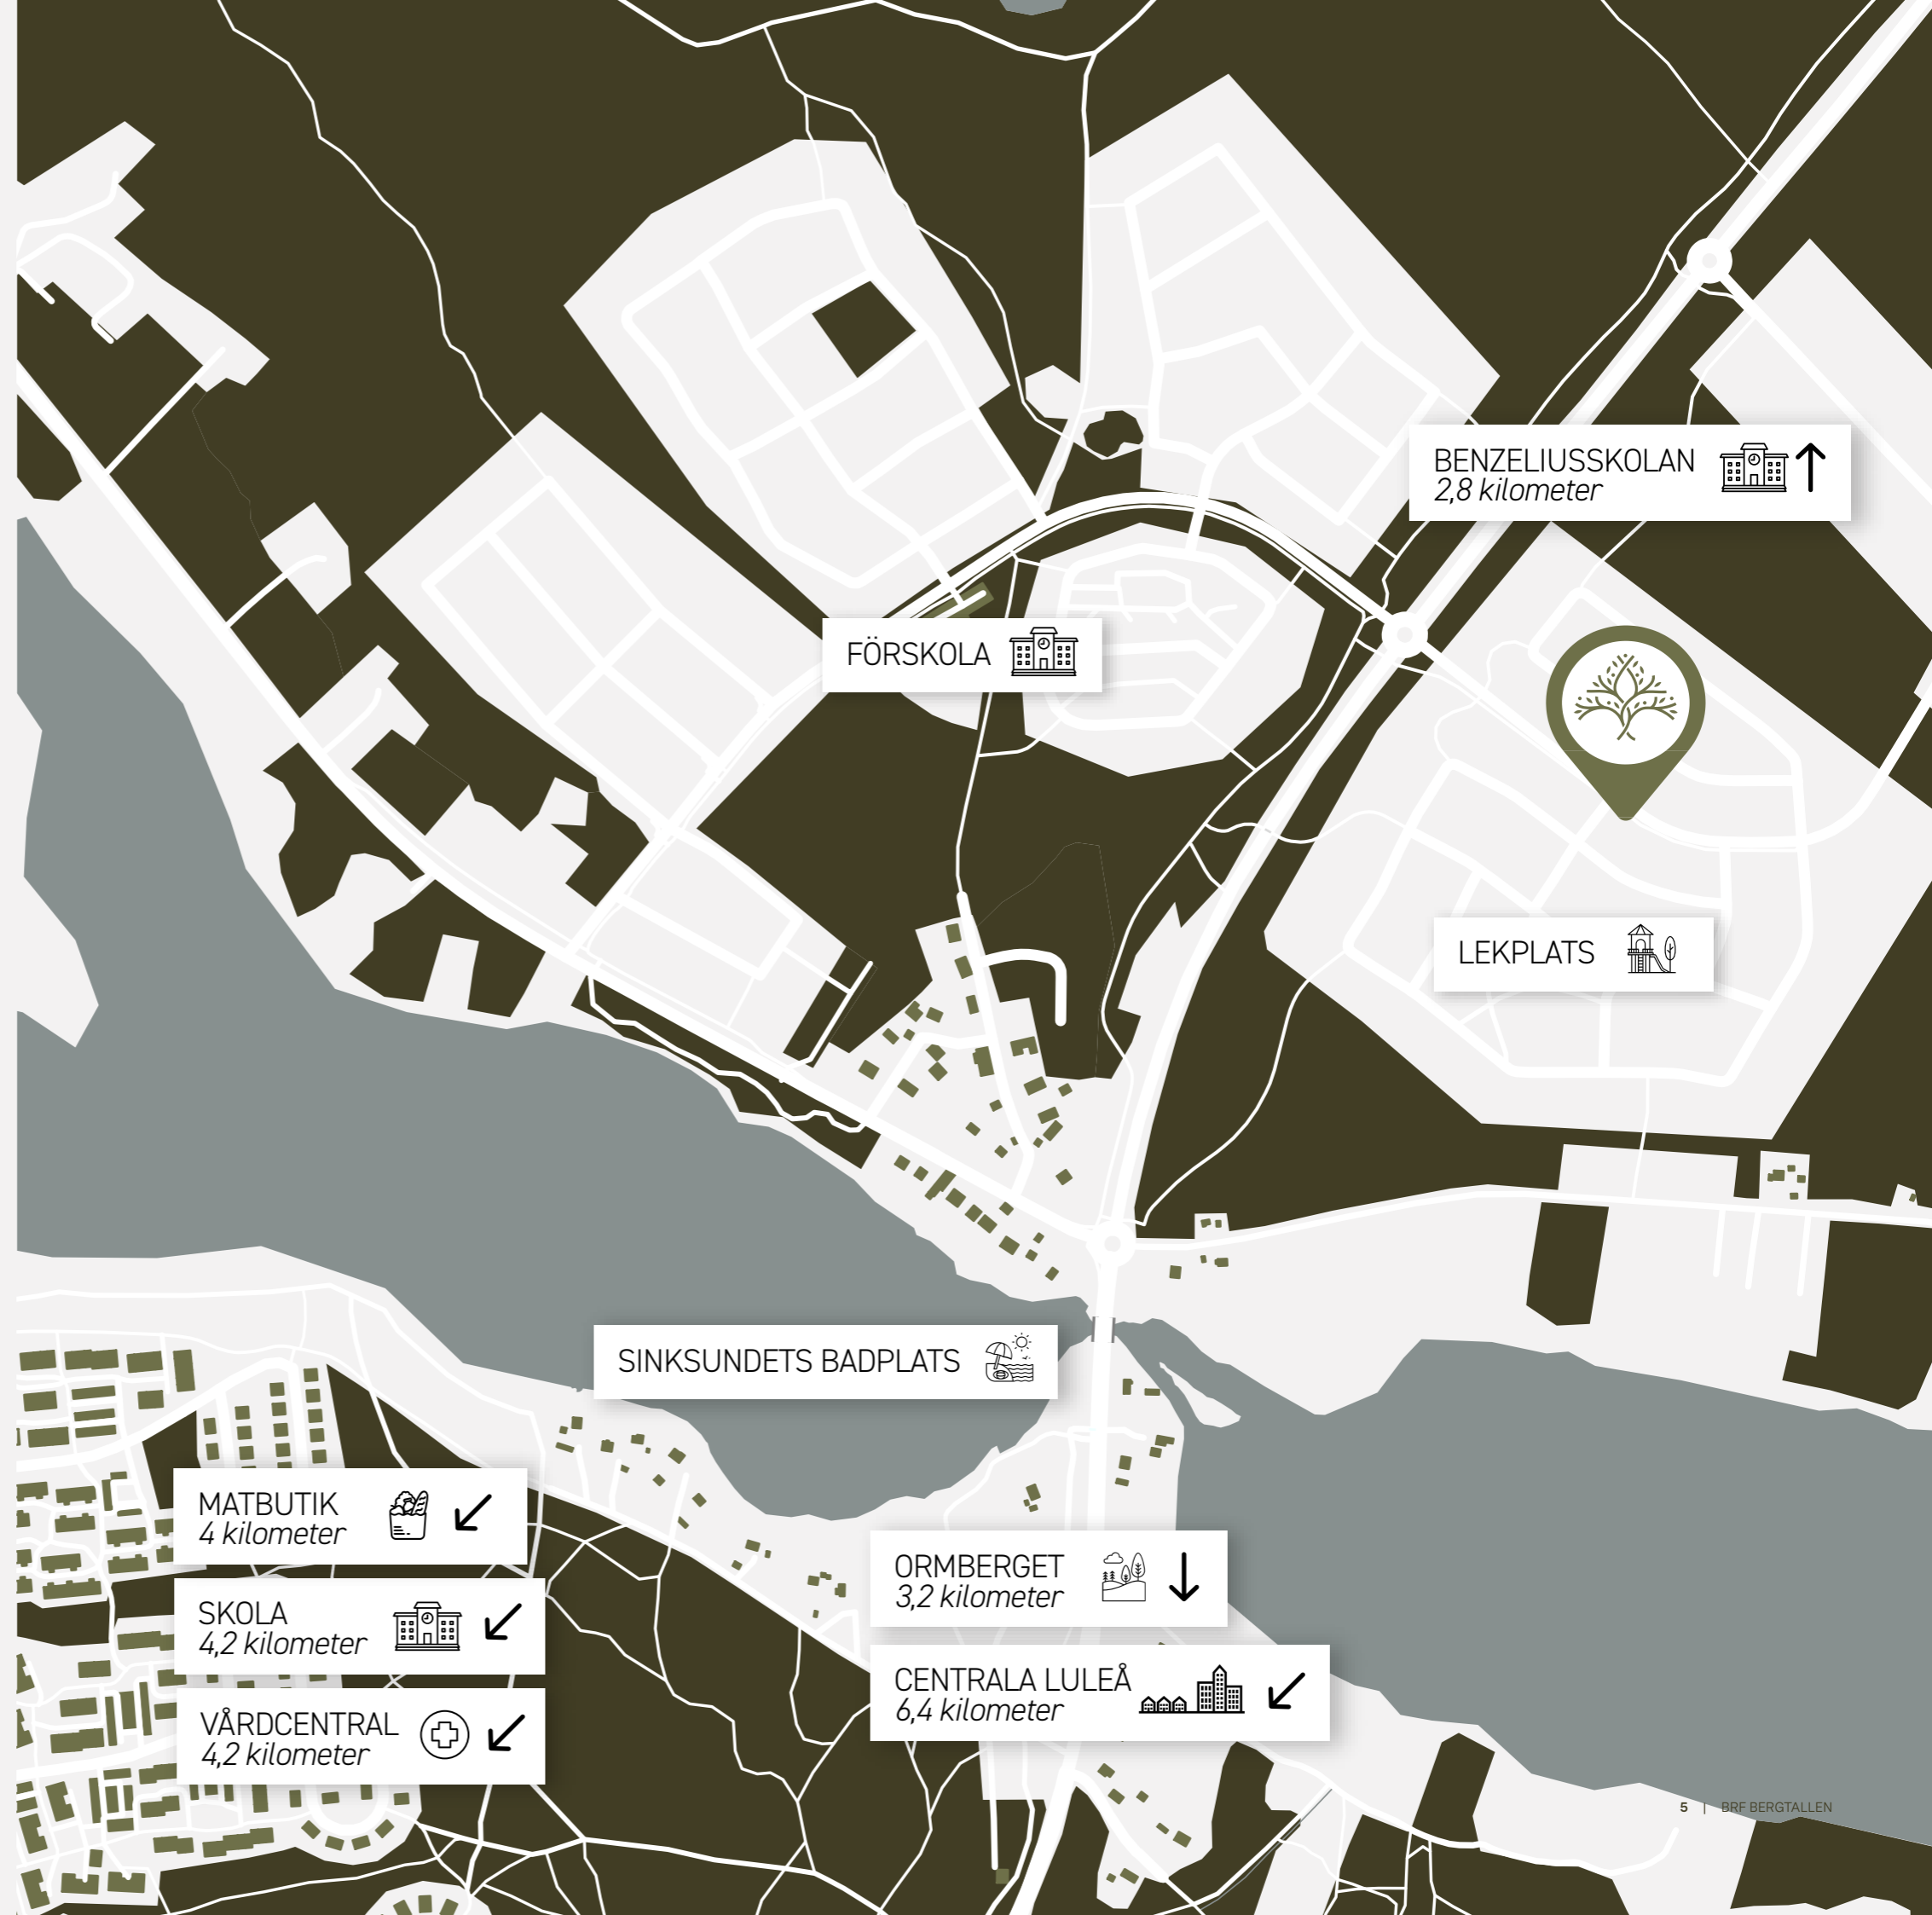 BENZELIUSSKOLAN
2,8 kilometer
FÖRSKOLA
LEKPLATS
SINKSUNDETS BADPLATS
MATBUTIK
4 kilometer
SKOLA
4,2 kilometer
VÅRDCENTRAL
4,2 kilometer
ORMBERGET
3,2 kilometer
CENTRALA LULEÅ
6,4 kilometer
5 | BRF BERGTALLEN